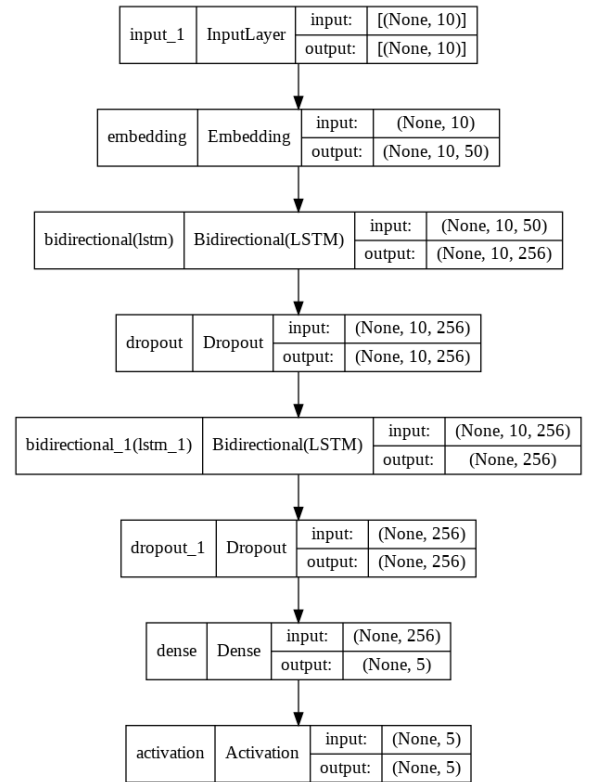 input_1 InputLayer input: [(None, 10)]
output: [(None, 10)]
embedding Embedding input: (None, 10)
output: (None, 10, 50)
bidirectional(lstm) Bidirectional(LSTM) input: (None, 10, 50)
output: (None, 10, 256)
dropout Dropout input: (None, 10, 256)
output: (None, 10, 256)
bidirectional_1(lstm_1) Bidirectional(LSTM) input: (None, 10, 256)
output: (None, 256)
dropout_1 Dropout input: (None, 256)
output: (None, 256)
dense Dense input: (None, 256)
output: (None, 5)
activation Activation input: (None, 5)
output: (None, 5)